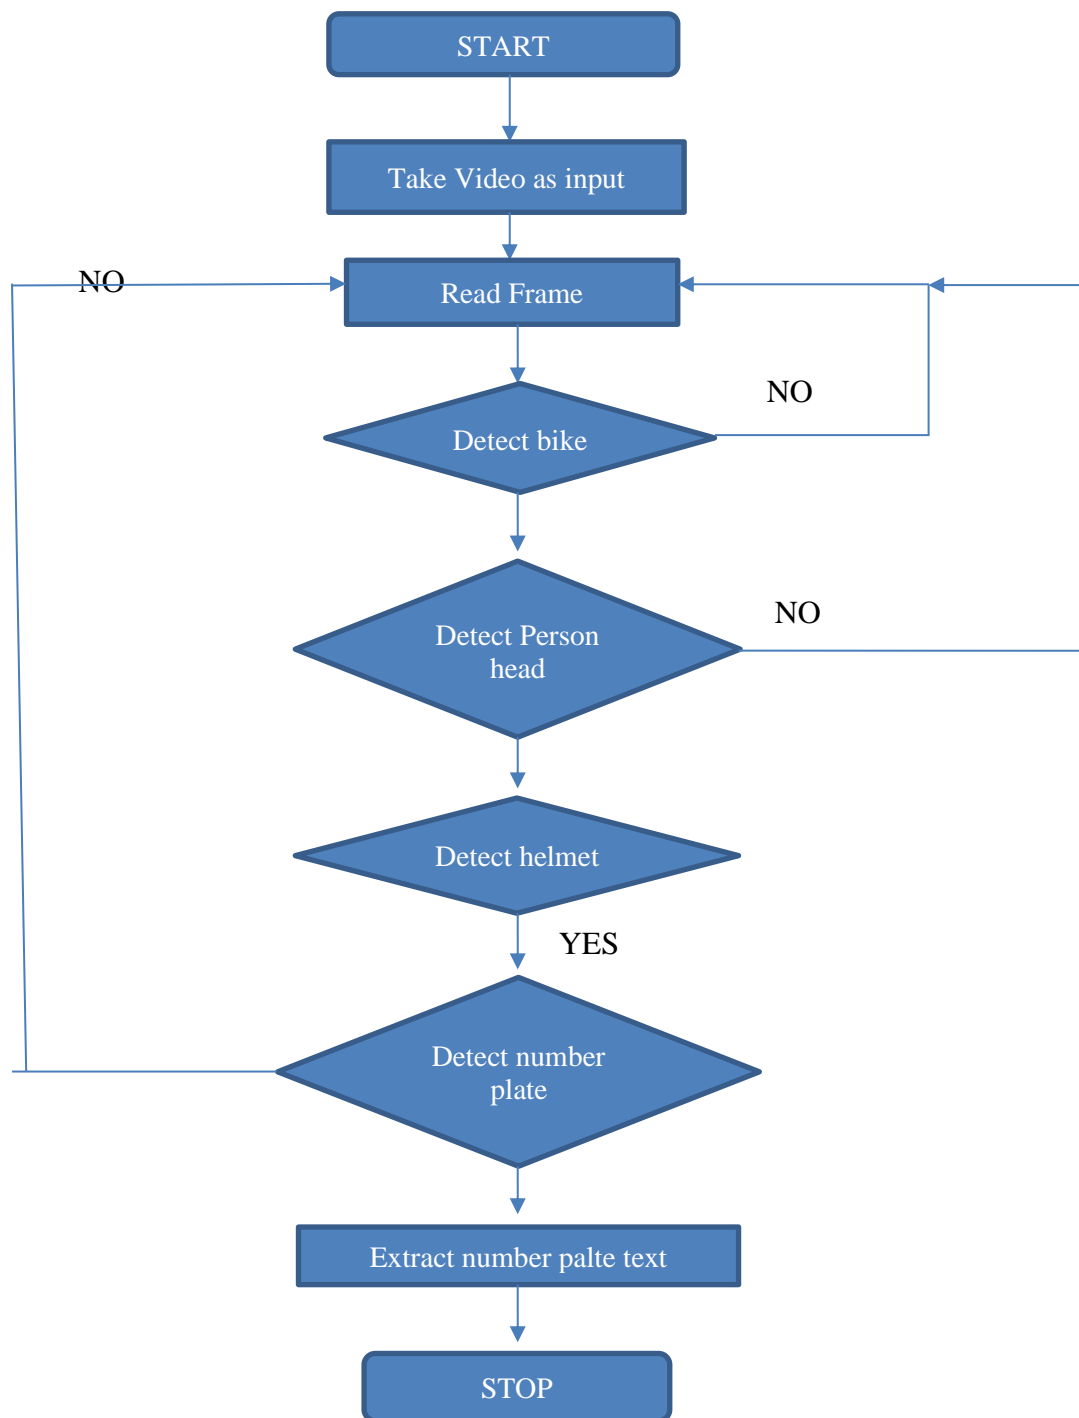 START
Take Video as input
NO
Read Frame
NO
Detect bike
NO
Detect Person
head
Detect helmet
YES
Detect number
plate
Extract number palte text
STOP